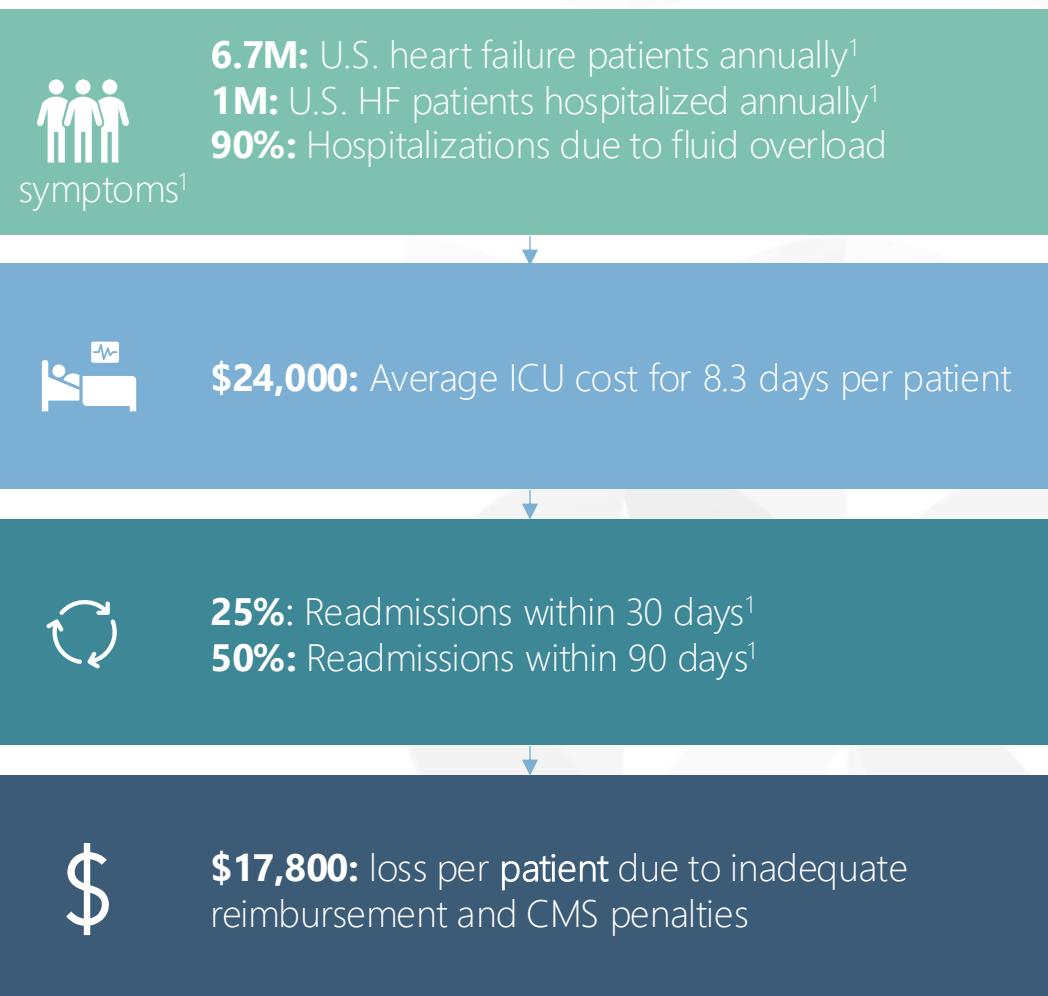 6.7M: U.S. heart failure patients annually¹
1M: U.S. HF patients hospitalized annually¹
90%: Hospitalizations due to fluid overload
symptoms¹
$24,000: Average ICU cost for 8.3 days per patient
25%: Readmissions within 30 days¹
50%: Readmissions within 90 days¹
$17,800: loss per patient due to inadequate
reimbursement and CMS penalties